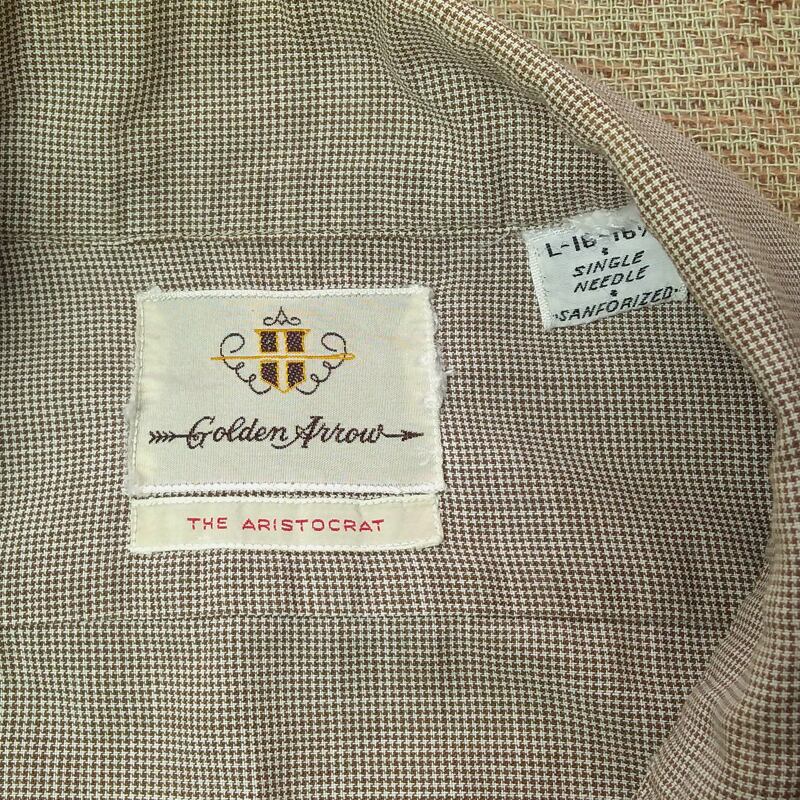 Golden Arrow
THE ARISTOCRAT
L-16-16½
SINGLE
NEEDLE
SANFORIZED